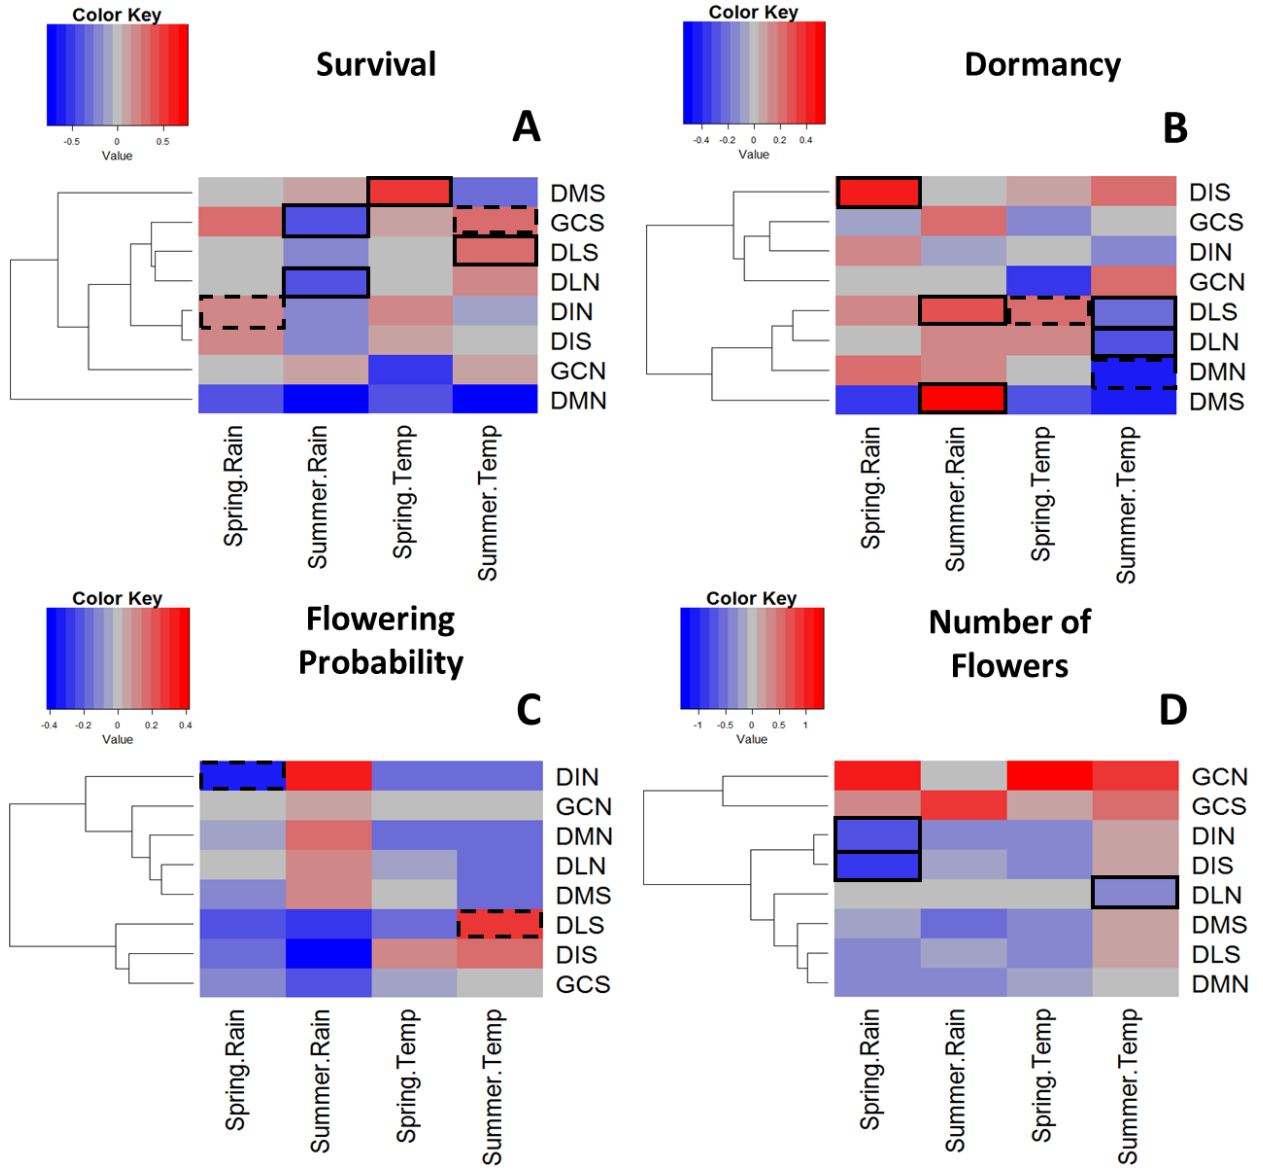 Color Key
-0.5 0 0.5
Value
Survival
A
DMS
GCS
DLS
DLN
DIN
DIS
GCN
DMN
Spring.Rain
Summer.Rain
Spring.Temp
Summer.Temp
Color Key
-0.4 -0.2 0 0.2 0.4
Value
Dormancy
B
DIS
GCS
DIN
GCN
DLS
DLN
DMN
DMS
Spring.Rain
Summer.Rain
Spring.Temp
Summer.Temp
Color Key
-0.4 -0.2 0 0.2 0.4
Value
Flowering
Probability
C
DIN
GCN
DMN
DLN
DMS
DLS
DIS
GCS
Spring.Rain
Summer.Rain
Spring.Temp
Summer.Temp
Color Key
-1 -0.5 0 0.5 1
Value
Number of
Flowers
D
GCN
GCS
DIN
DIS
DLN
DMS
DLS
DMN
Spring.Rain
Summer.Rain
Spring.Temp
Summer.Temp